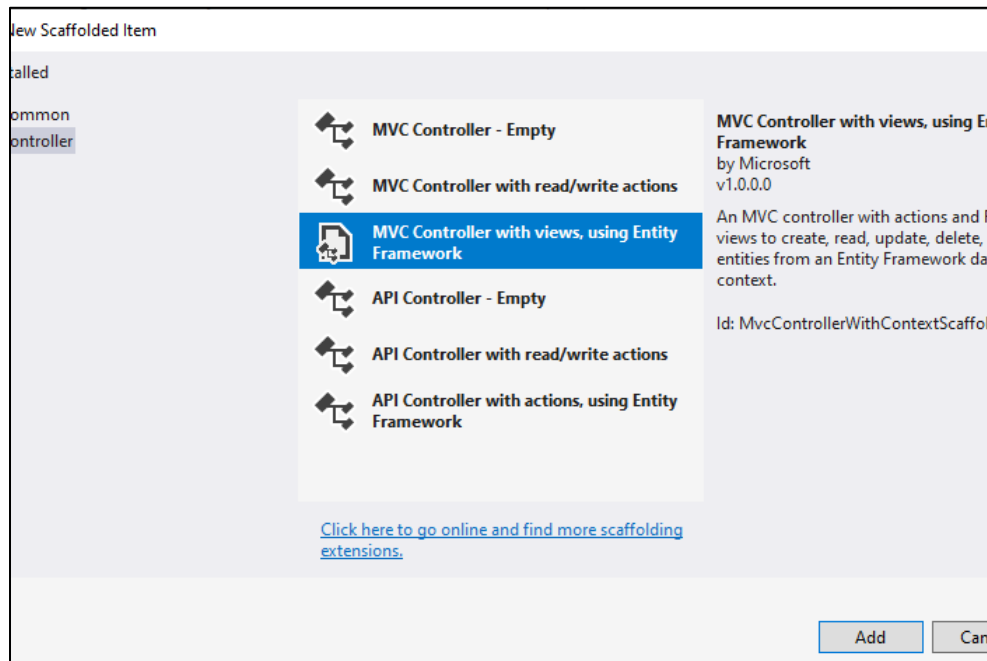 New Scaffolded Item
talled
ommon
ontroller
MVC Controller - Empty
MVC Controller with read/write actions
MVC Controller with views, using Entity
Framework
API Controller - Empty
API Controller with read/write actions
API Controller with actions, using Entity
Framework
Click here to go online and find more scaffolding
extensions.
MVC Controller with views, using E
Framework
by Microsoft
v1.0.0.0
An MVC controller with actions and
views to create, read, update, delete,
entities from an Entity Framework da
context.
Id: MvcControllerWithContextScaffol
Add
Can